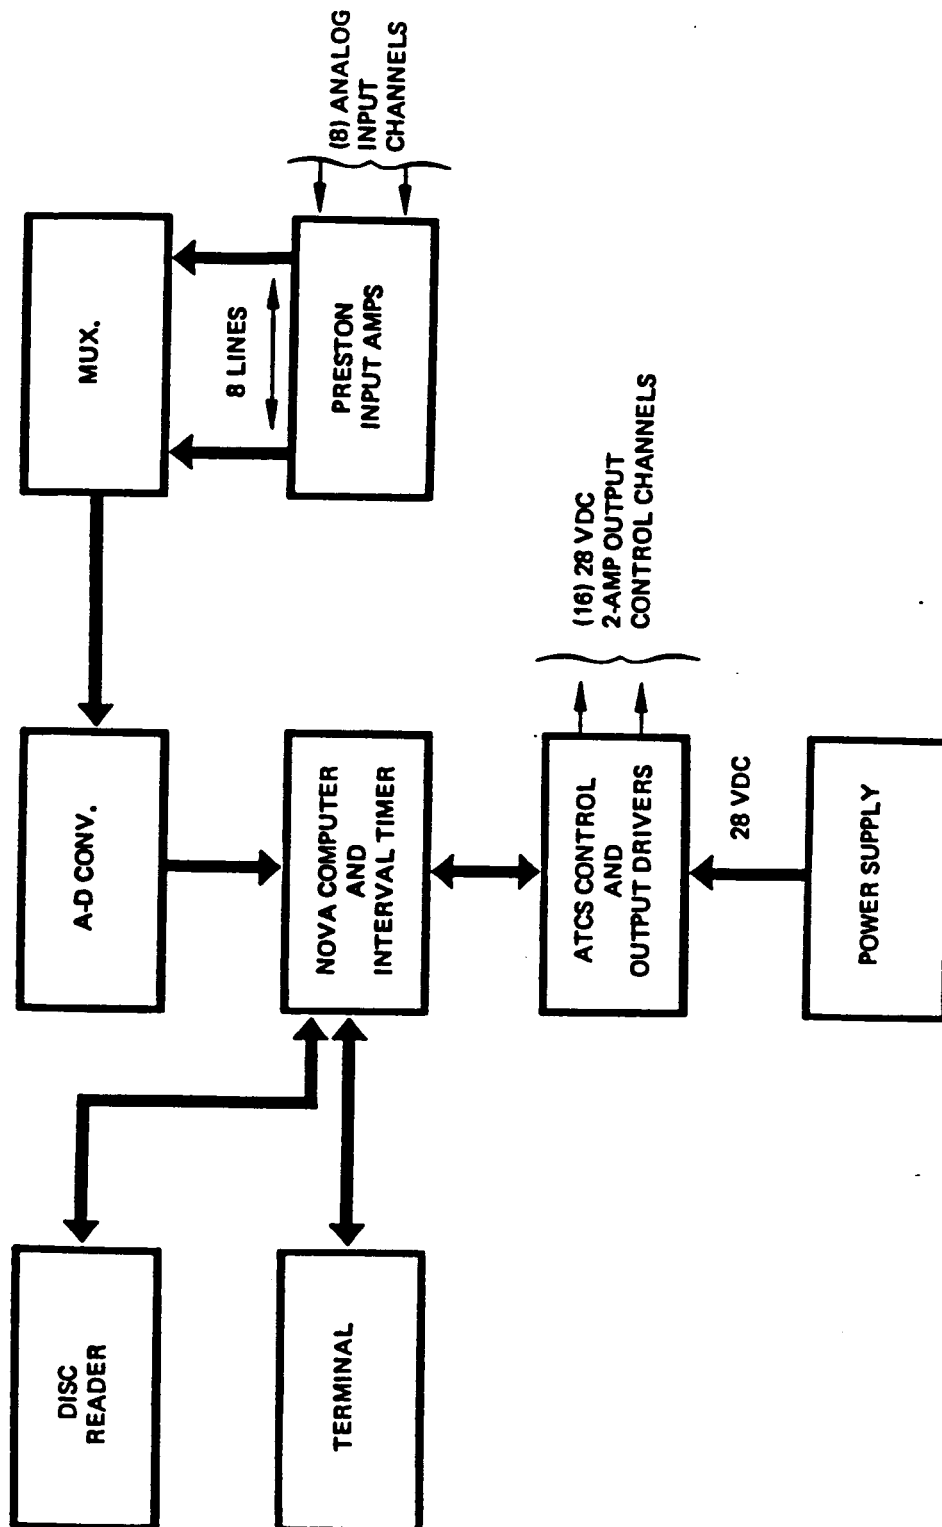 DISC
READER
TERMINAL
A-D CONV.
NOVA COMPUTER
AND
INTERVAL TIMER
ATCS CONTROL
AND
OUTPUT DRIVERS
28 VDC
POWER SUPPLY
(16) 28 VDC
2-AMP OUTPUT
CONTROL CHANNELS
MUX.
8 LINES
PRESTON
INPUT AMPS
(8) ANALOG
INPUT
CHANNELS